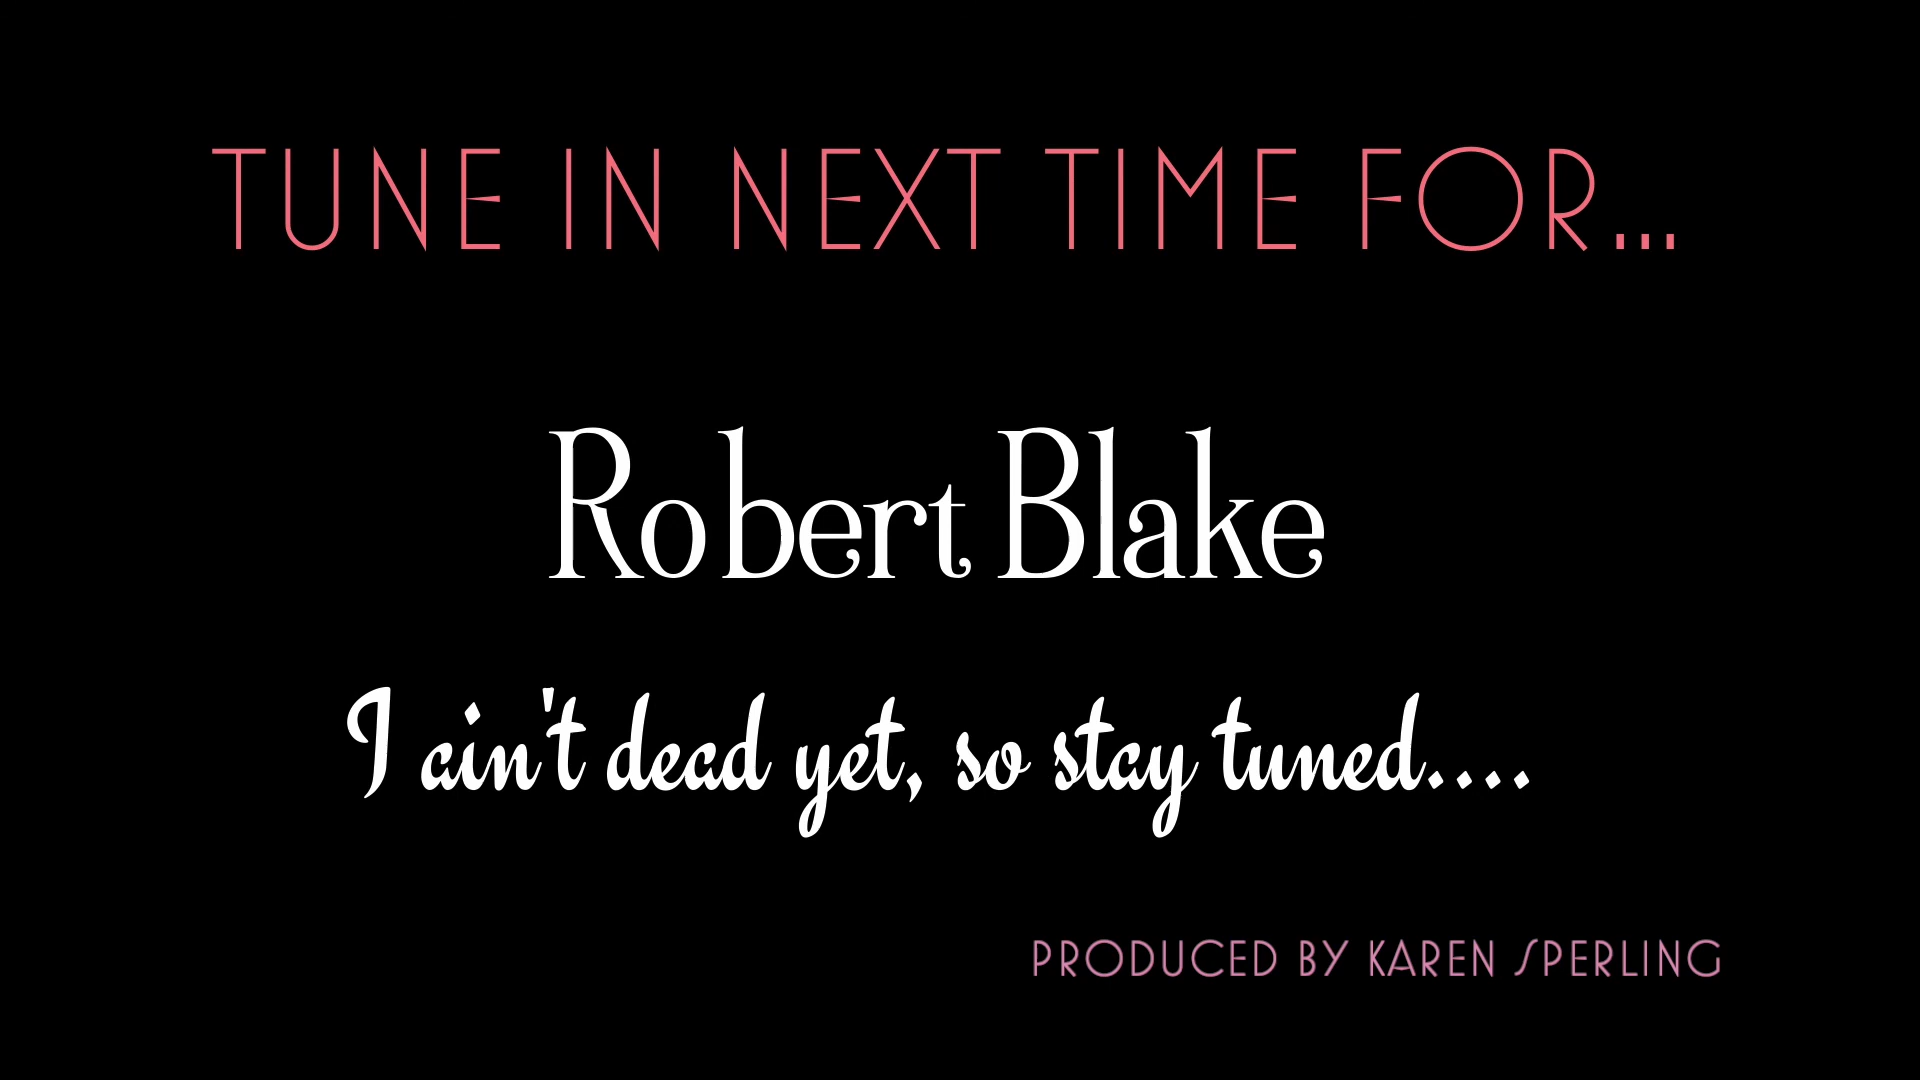 TUNE IN NEXT TIME FOR...
Robert Blake
I ain't dead yet, so stay tuned....
PRODUCED BY KAREN SPERLING